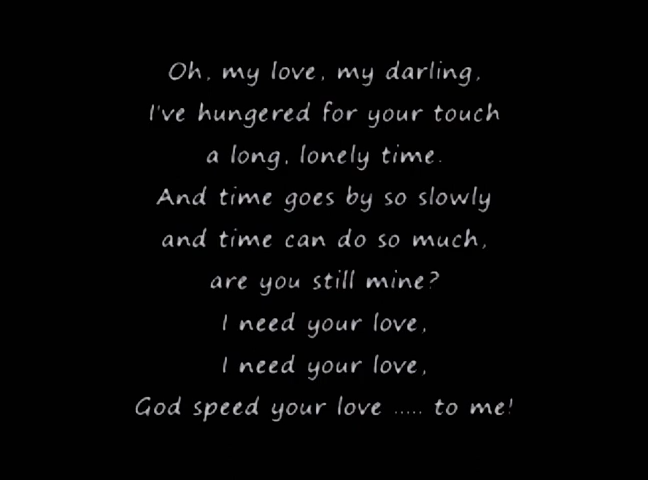 Oh, my love, my darling,
I've hungered for your touch
a long, lonely time.
And time goes by so slowly
and time can do so much,
are you still mine?
I need your love,
I need your love,
God speed your love ..... to me!